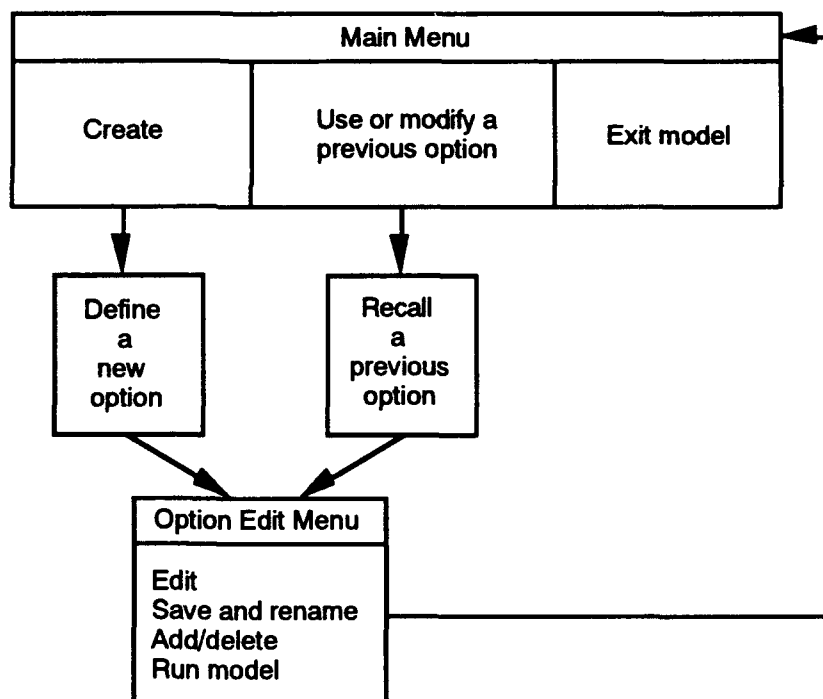 Main Menu
Create
Use or modify a
previous option
Exit model
Define
a
new
option
Recall
a
previous
option
Option Edit Menu
Edit
Save and rename
Add/delete
Run model